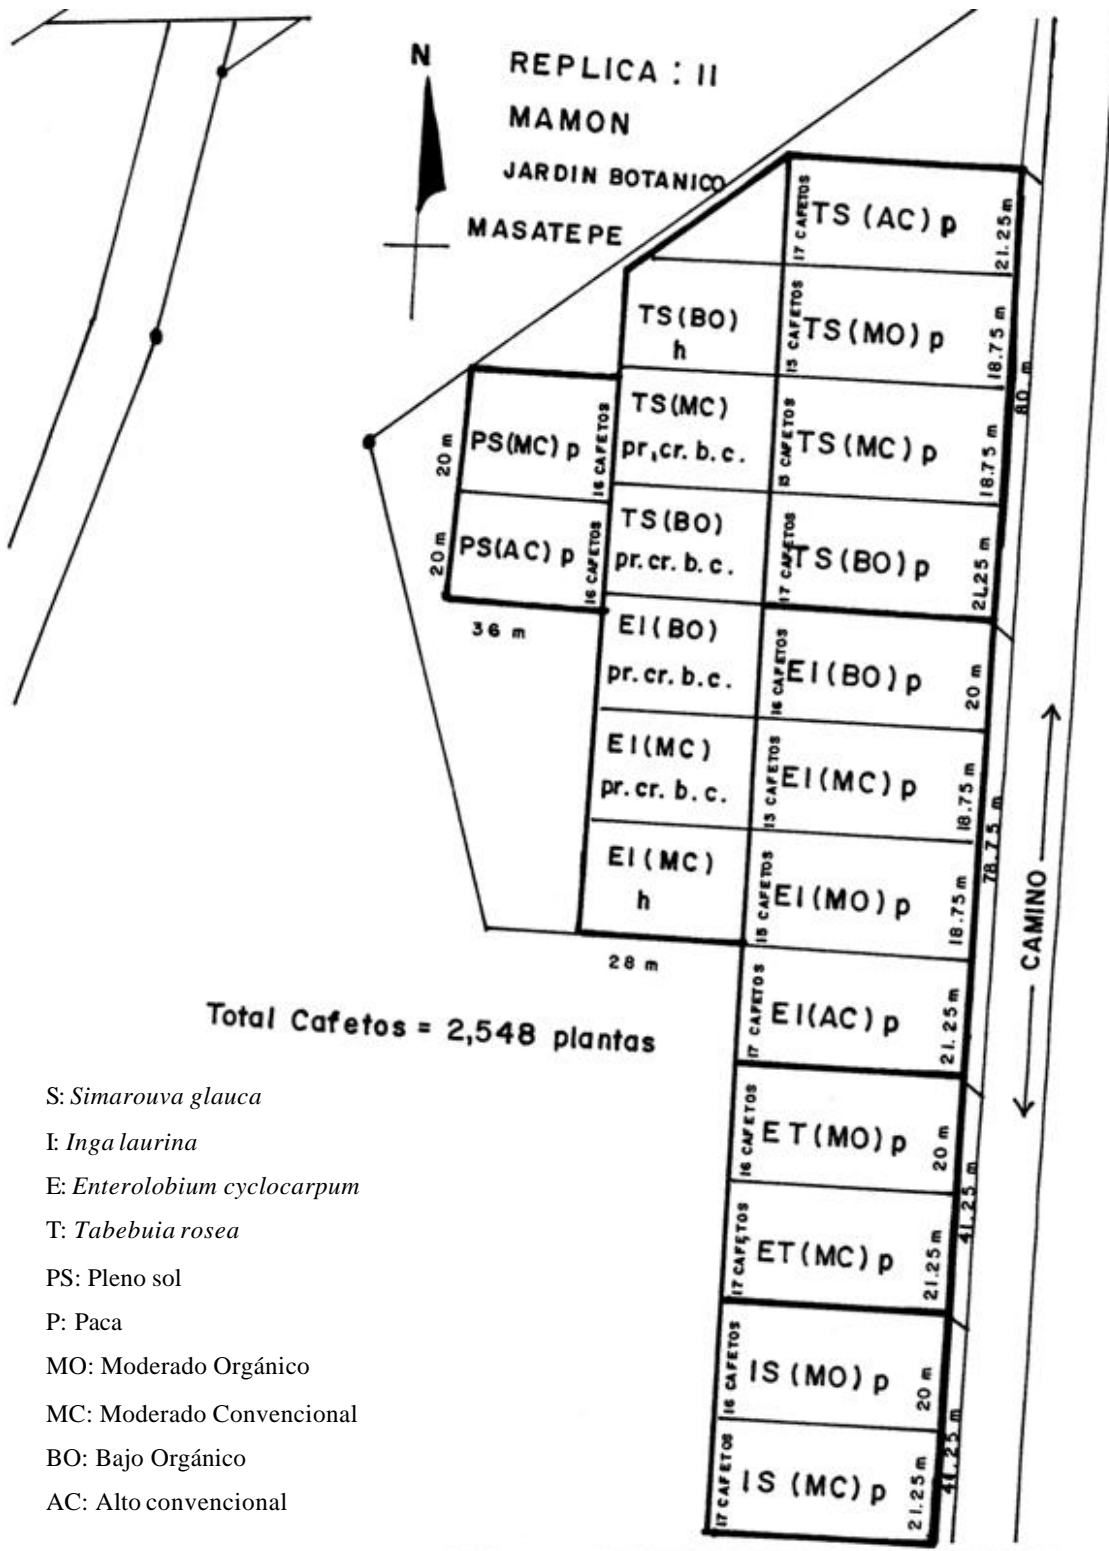 N
REPLICA : II
MAMON
JARDIN BOTANICO
MASATEPE
17 CAFETOS
TS (AC) p
21.25 m
TS(BO)
h
15 CAFETOS
TS(MO) p
18.75 m
80 m
PS(MC) p
20 m
16 CAFETOS
TS(MC)
pr,cr. b.c.
15 CAFETOS
TS(MC) p
18.75 m
PS(AC) p
20 m
16 CAFETOS
36 m
TS(BO)
pr.cr. b.c.
17 CAFETOS
TS(BO) p
21.25 m
EI(BO)
pr.cr. b.c.
16 CAFETOS
EI(BO) p
20 m
EI(MC)
pr.cr. b.c.
15 CAFETOS
EI(MC) p
18.75 m
78.75 m
EI(MC)
h
28 m
15 CAFETOS
EI(MO) p
18.75 m
CAMINO
17 CAFETOS
EI(AC) p
21.25 m
Total Cafetos = 2,548 plantas
16 CAFETOS
ET(MO) p
20 m
41.25 m
17 CAFETOS
ET(MC) p
21.25 m
16 CAFETOS
IS (MO) p
20 m
41.25 m
17 CAFETOS
IS (MC) p
21.25 m
S: Simarouva glauca
I: Inga laurina
E: Enterolobium cyclocarpum
T: Tabebuia rosea
PS: Pleno sol
P: Paca
MO: Moderado Orgánico
MC: Moderado Convencional
BO: Bajo Orgánico
AC: Alto convencional